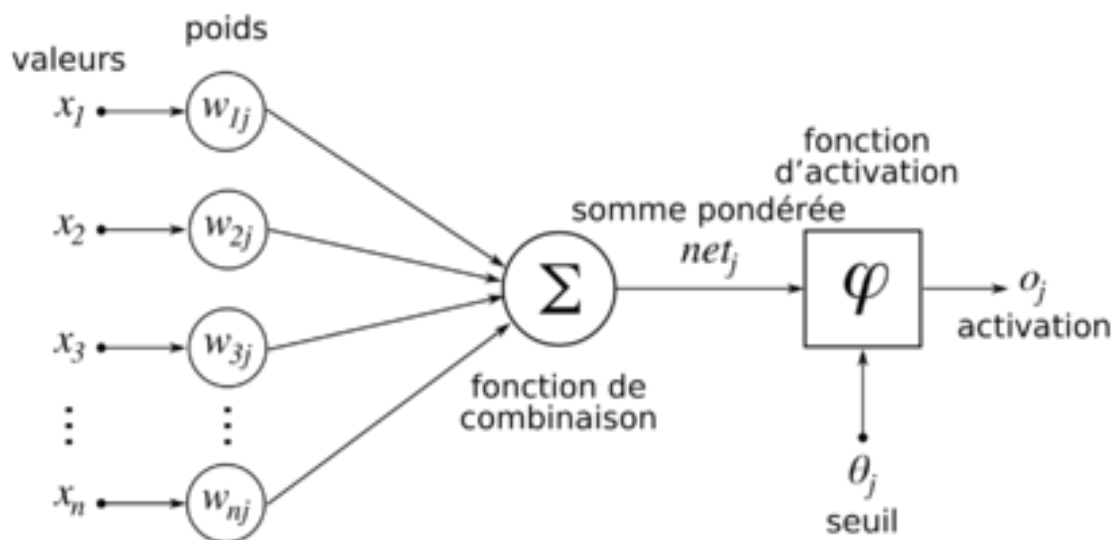 poids
valeurs
x₁
w₁ⱼ
x₂
w₂ⱼ
x₃
w₃ⱼ
⋮
⋮
xₙ
wₙⱼ
Σ
fonction de
combinaison
somme pondérée
netⱼ
fonction
d'activation
φ
oⱼ
activation
θⱼ
seuil